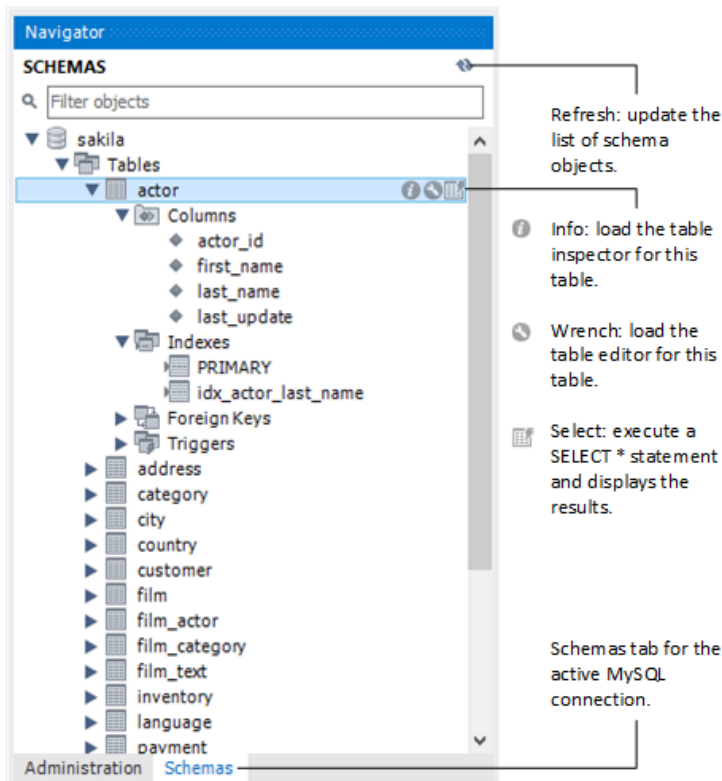 Navigator
SCHEMAS
Filter objects
sakila
Tables
actor
Columns
actor_id
first_name
last_name
last_update
Indexes
PRIMARY
idx_actor_last_name
Foreign Keys
Triggers
address
category
city
country
customer
film
film_actor
film_category
film_text
inventory
language
payment
Administration Schemas
Refresh: update the
list of schema
objects.
Info: load the table
inspector for this
table.
Wrench: load the
table editor for this
table.
Select: execute a
SELECT * statement
and displays the
results.
Schemas tab for the
active MySQL
connection.